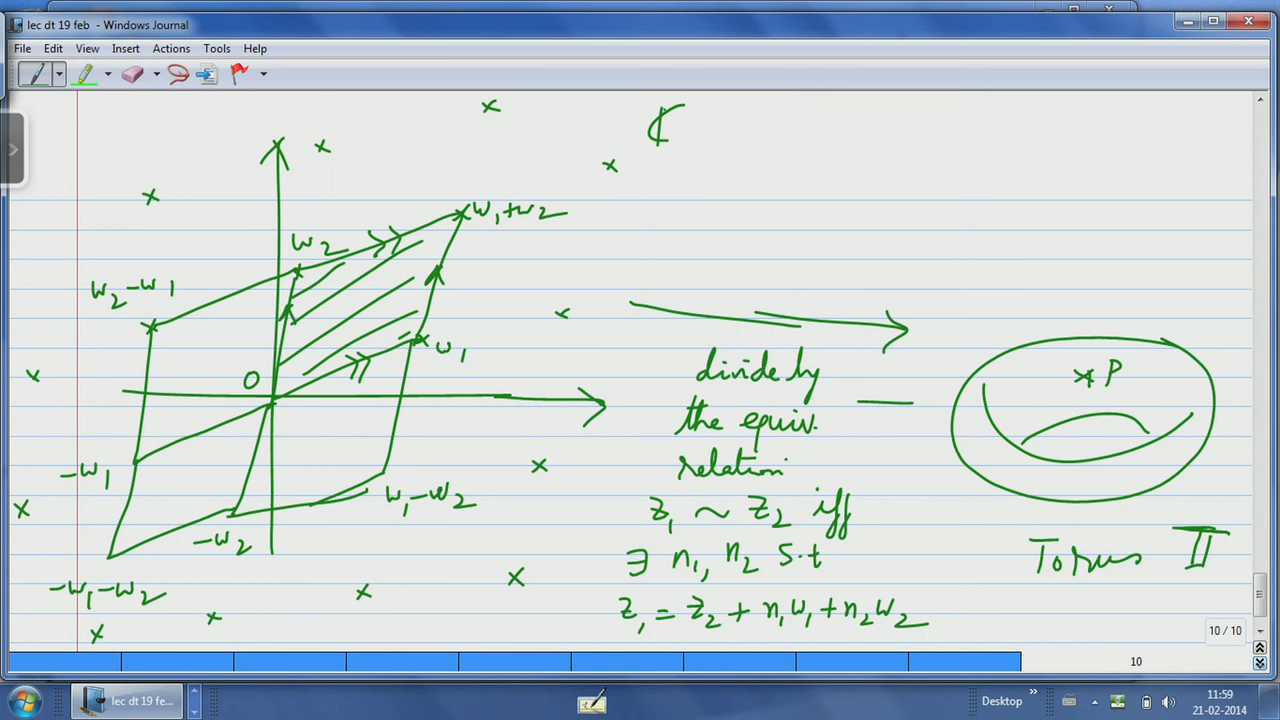 lec dt 19 feb - Windows Journal
File Edit View Insert Actions Tools Help
ℂ
w₁+w₂
w₂
w₂-w₁
w₁
O
-w₁
w₁-w₂
-w₂
-w₁-w₂
divide by
the equiv.
relation
z₁ ~ z₂ iff
∃ n₁, n₂ s.t
z₁ = z₂ + n₁w₁ + n₂w₂
P
Torus 𝕋
10 / 10
10
lec dt 19 fe...
Desktop
»
11:59
21-02-2014